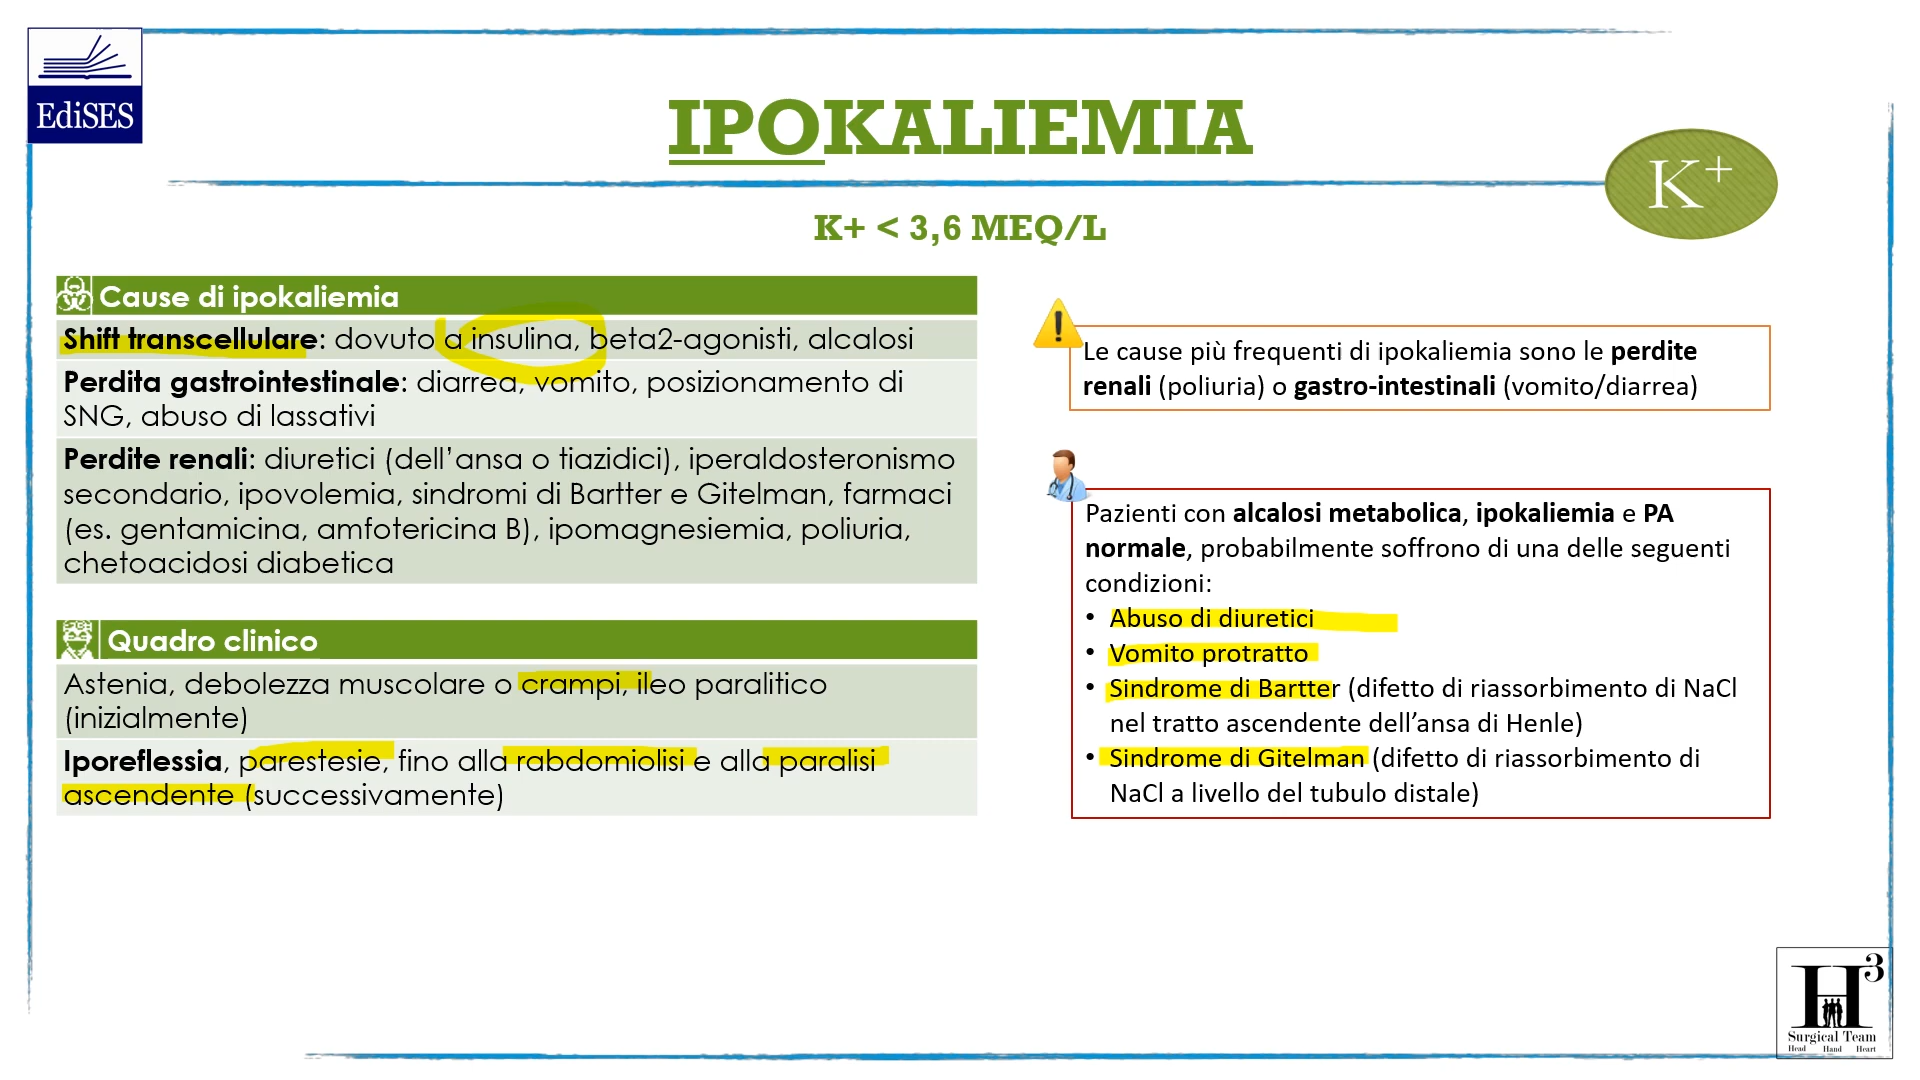 EdiSES
IPOKALIEMIA
K+
K+ < 3,6 MEQ/L
Cause di ipokaliemia
Shift transcellulare: dovuto a insulina, beta2-agonisti, alcalosi
Perdita gastrointestinale: diarrea, vomito, posizionamento di
SNG, abuso di lassativi
Perdite renali: diuretici (dell’ansa o tiazidici), iperaldosteronismo
secondario, ipovolemia, sindromi di Bartter e Gitelman, farmaci
(es. gentamicina, amfotericina B), ipomagnesiemia, poliuria,
chetoacidosi diabetica
Quadro clinico
Astenia, debolezza muscolare o crampi, ileo paralitico
(inizialmente)
Iporeflessia, parestesie, fino alla rabdomiolisi e alla paralisi
ascendente (successivamente)
Le cause più frequenti di ipokaliemia sono le perdite
renali (poliuria) o gastro-intestinali (vomito/diarrea)
Pazienti con alcalosi metabolica, ipokaliemia e PA
normale, probabilmente soffrono di una delle seguenti
condizioni:
• Abuso di diuretici
• Vomito protratto
• Sindrome di Bartter (difetto di riassorbimento di NaCl
nel tratto ascendente dell’ansa di Henle)
• Sindrome di Gitelman (difetto di riassorbimento di
NaCl a livello del tubulo distale)
H3
Surgical Team
Head Hand Heart